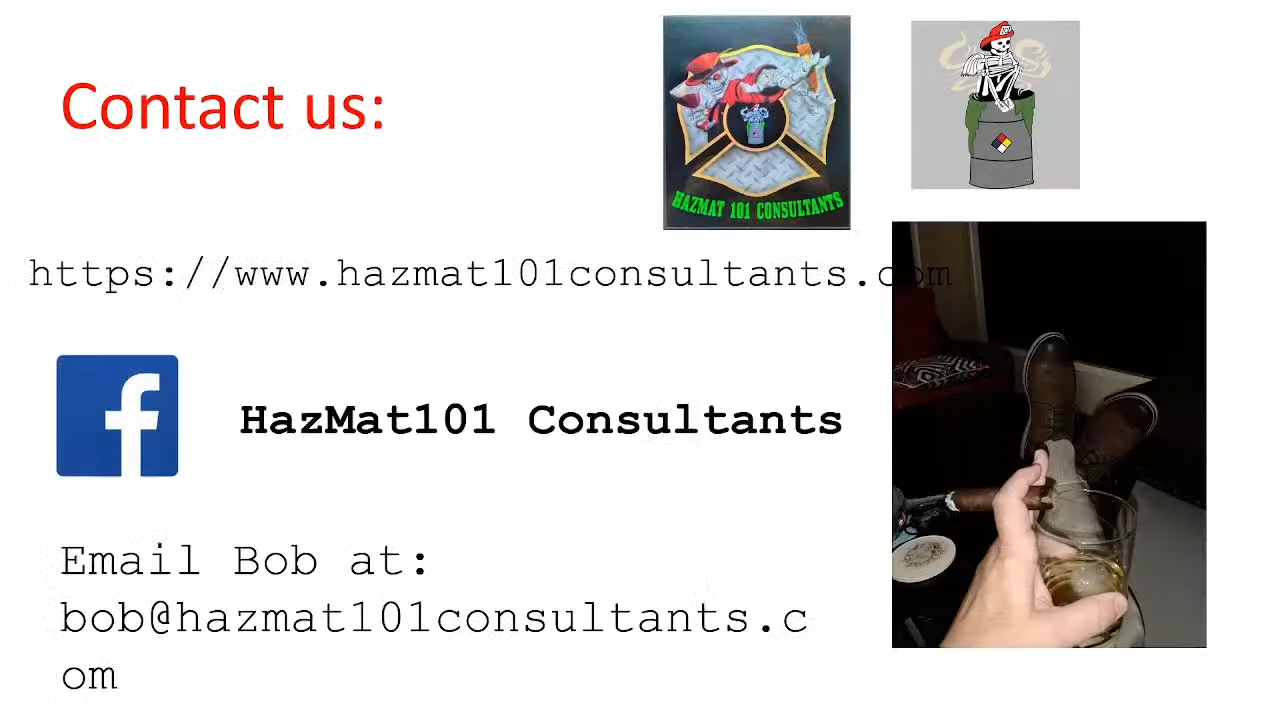 Contact us:
HAZMAT 101 CONSULTANTS
https://www.hazmat101consultants.com
HazMat101 Consultants
Email Bob at:
bob@hazmat101consultants.c
om